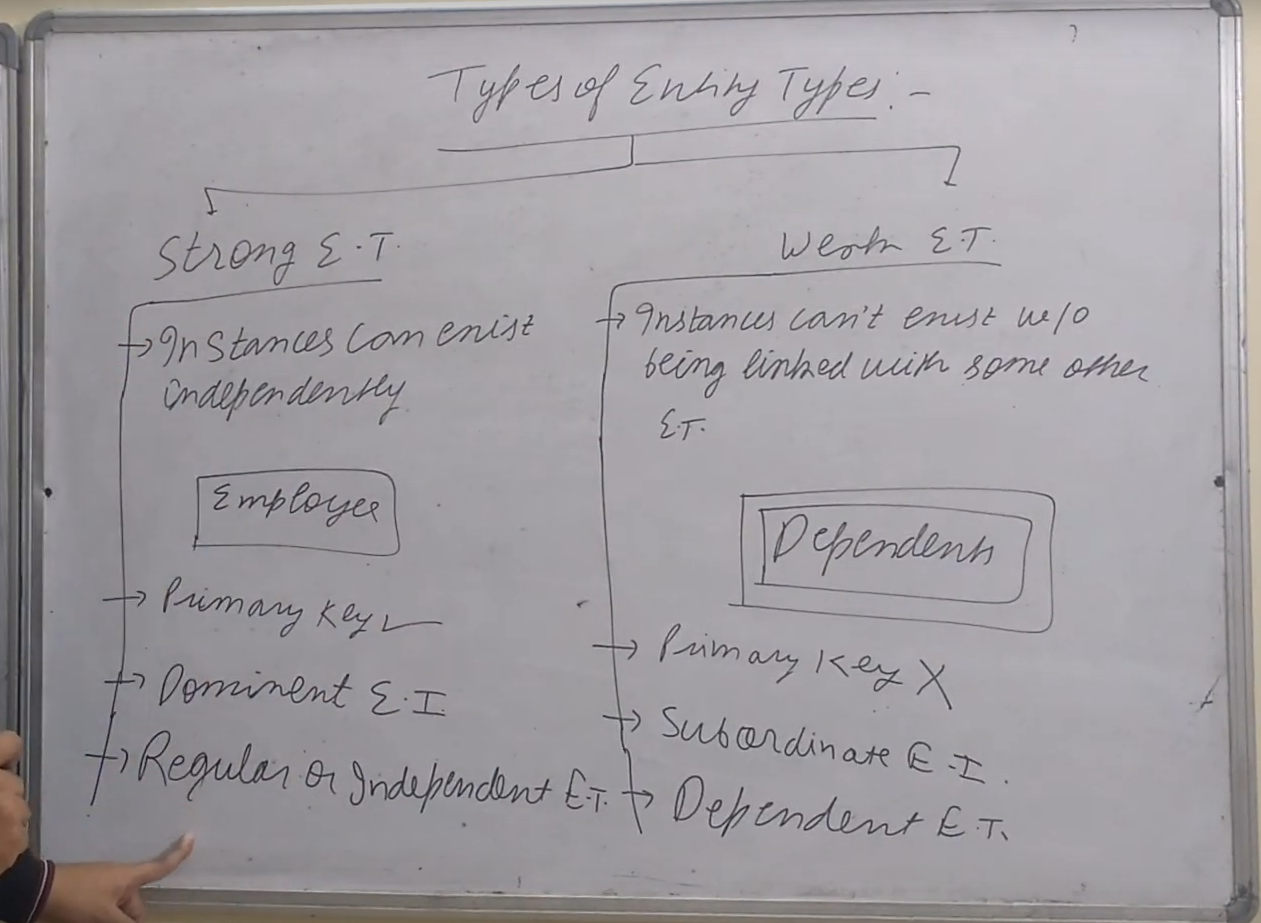 Types of Entity Types :-
Strong E.T.
→ Instances can exist
independently
Employee
→ Primary Key ✓
→ Dominent E.I
→ Regular or Independent E.T.
Weak E.T.
→ Instances can't exist w/o
being linked with some other
E.T.
Dependents
→ Primary Key X
→ Subordinate E.I.
→ Dependent E.T.